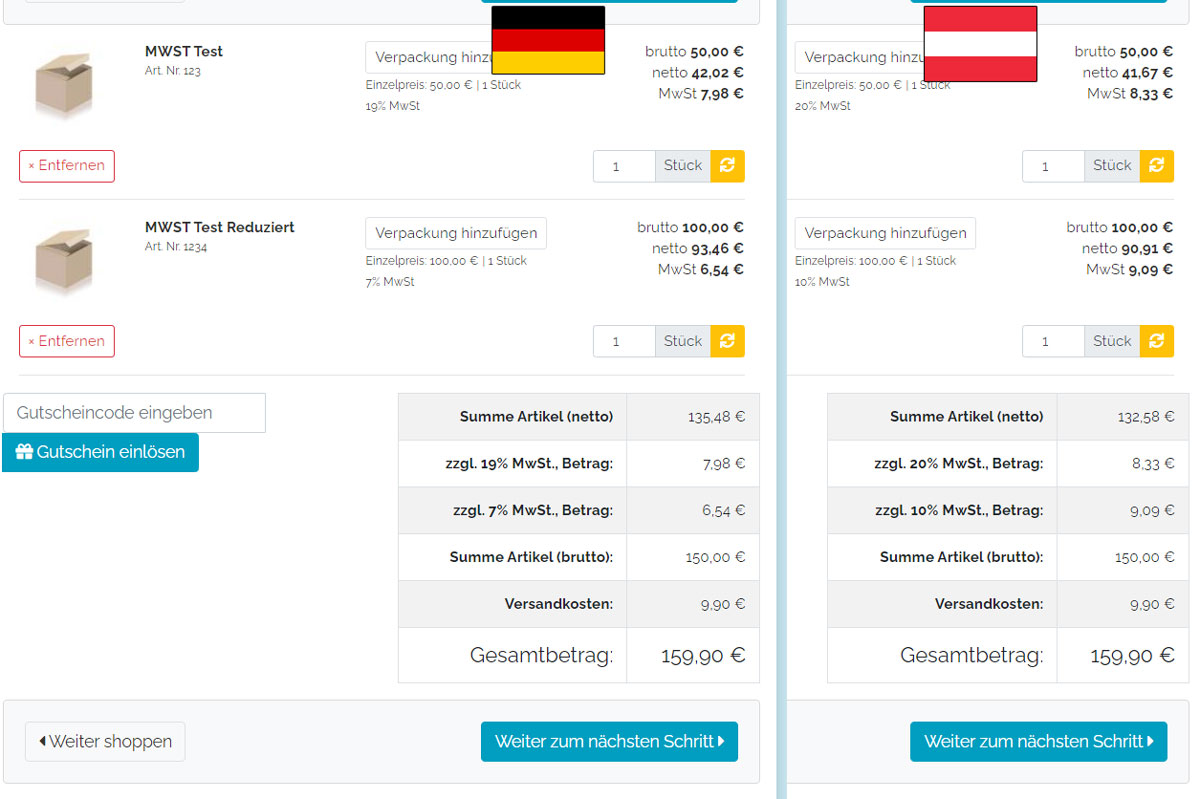 MWST Test
Art. Nr. 123
Verpackung hinzu
Einzelpreis: 50,00 € | 1 Stück
19% MwSt
brutto 50,00 €
netto 42,02 €
MwSt 7,98 €
× Entfernen
1 Stück
MWST Test Reduziert
Art. Nr. 1234
Verpackung hinzufügen
Einzelpreis: 100,00 € | 1 Stück
7% MwSt
brutto 100,00 €
netto 93,46 €
MwSt 6,54 €
× Entfernen
1 Stück
Gutscheincode eingeben
Gutschein einlösen
Summe Artikel (netto) 135,48 €
zzgl. 19% MwSt., Betrag: 7,98 €
zzgl. 7% MwSt., Betrag: 6,54 €
Summe Artikel (brutto): 150,00 €
Versandkosten: 9,90 €
Gesamtbetrag: 159,90 €
Weiter shoppen
Weiter zum nächsten Schritt
Verpackung hinzu
Einzelpreis: 50,00 € | 1 Stück
20% MwSt
brutto 50,00 €
netto 41,67 €
MwSt 8,33 €
1 Stück
Verpackung hinzufügen
Einzelpreis: 100,00 € | 1 Stück
10% MwSt
brutto 100,00 €
netto 90,91 €
MwSt 9,09 €
1 Stück
Summe Artikel (netto) 132,58 €
zzgl. 20% MwSt., Betrag: 8,33 €
zzgl. 10% MwSt., Betrag: 9,09 €
Summe Artikel (brutto): 150,00 €
Versandkosten: 9,90 €
Gesamtbetrag: 159,90 €
Weiter zum nächsten Schritt